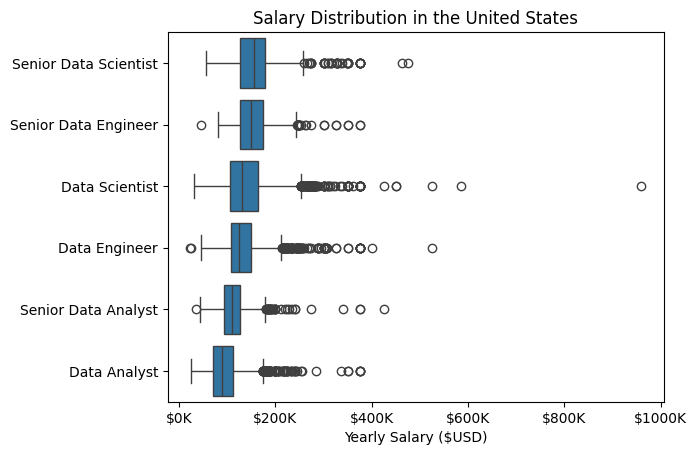 Salary Distribution in the United States
Senior Data Scientist
Senior Data Engineer
Data Scientist
Data Engineer
Senior Data Analyst
Data Analyst
$0K $200K $400K $600K $800K $1000K
Yearly Salary ($USD)